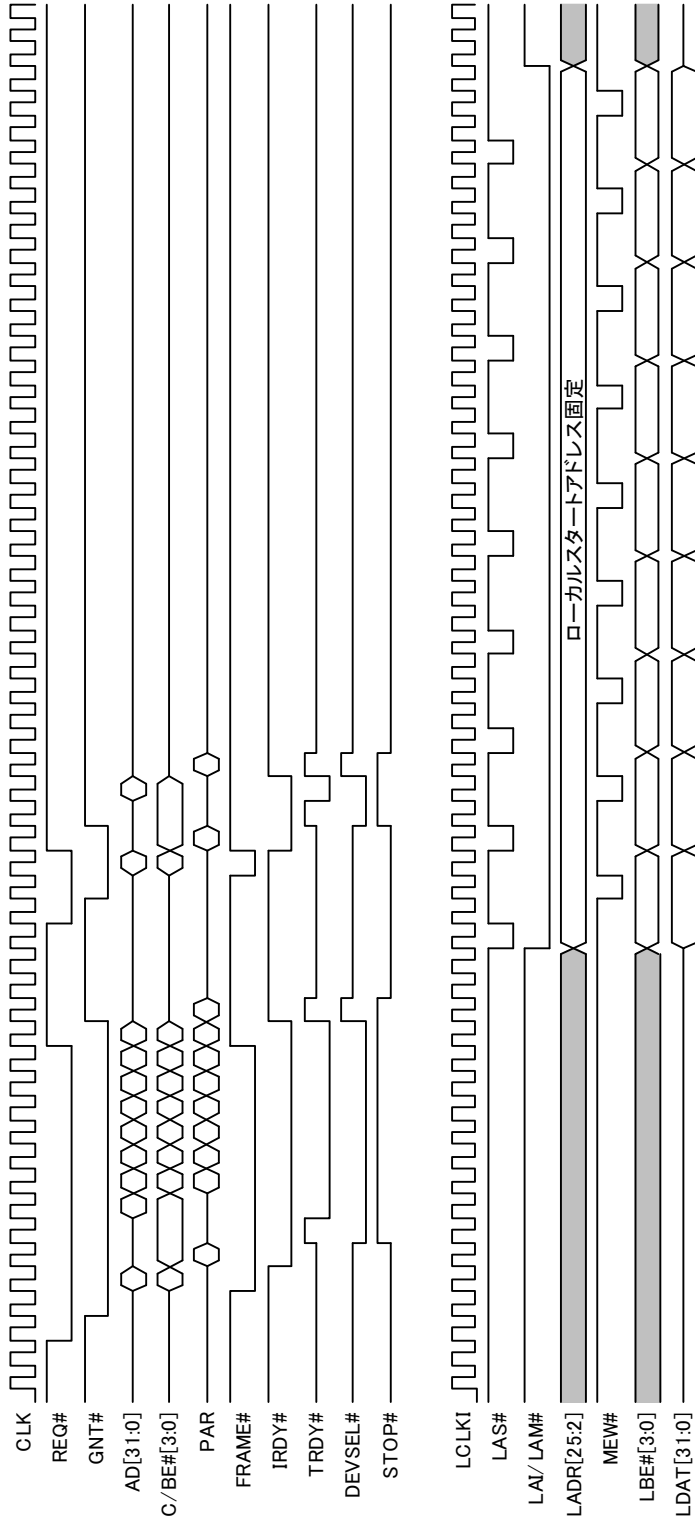 CLK
REQ#
GNT#
AD[31:0]
C/BE#[3:0]
PAR
FRAME#
IRDY#
TRDY#
DEVSEL#
STOP#
LCLKI
LAS#
LAI/LAM#
LADR[25:2]
ローカルスタートアドレス固定
MEW#
LBE#[3:0]
LDAT[31:0]